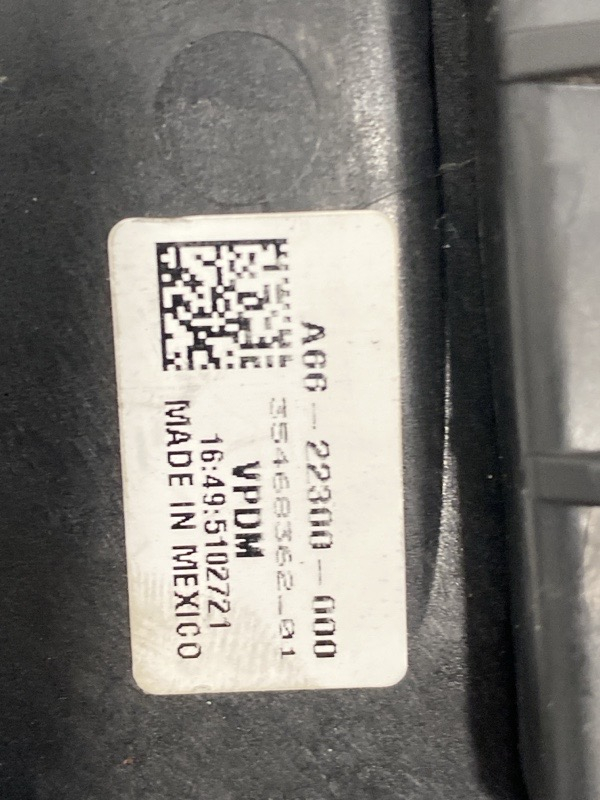 A66-22300-000
35468362-01
VPDM
16:49:5102721
MADE IN MEXICO